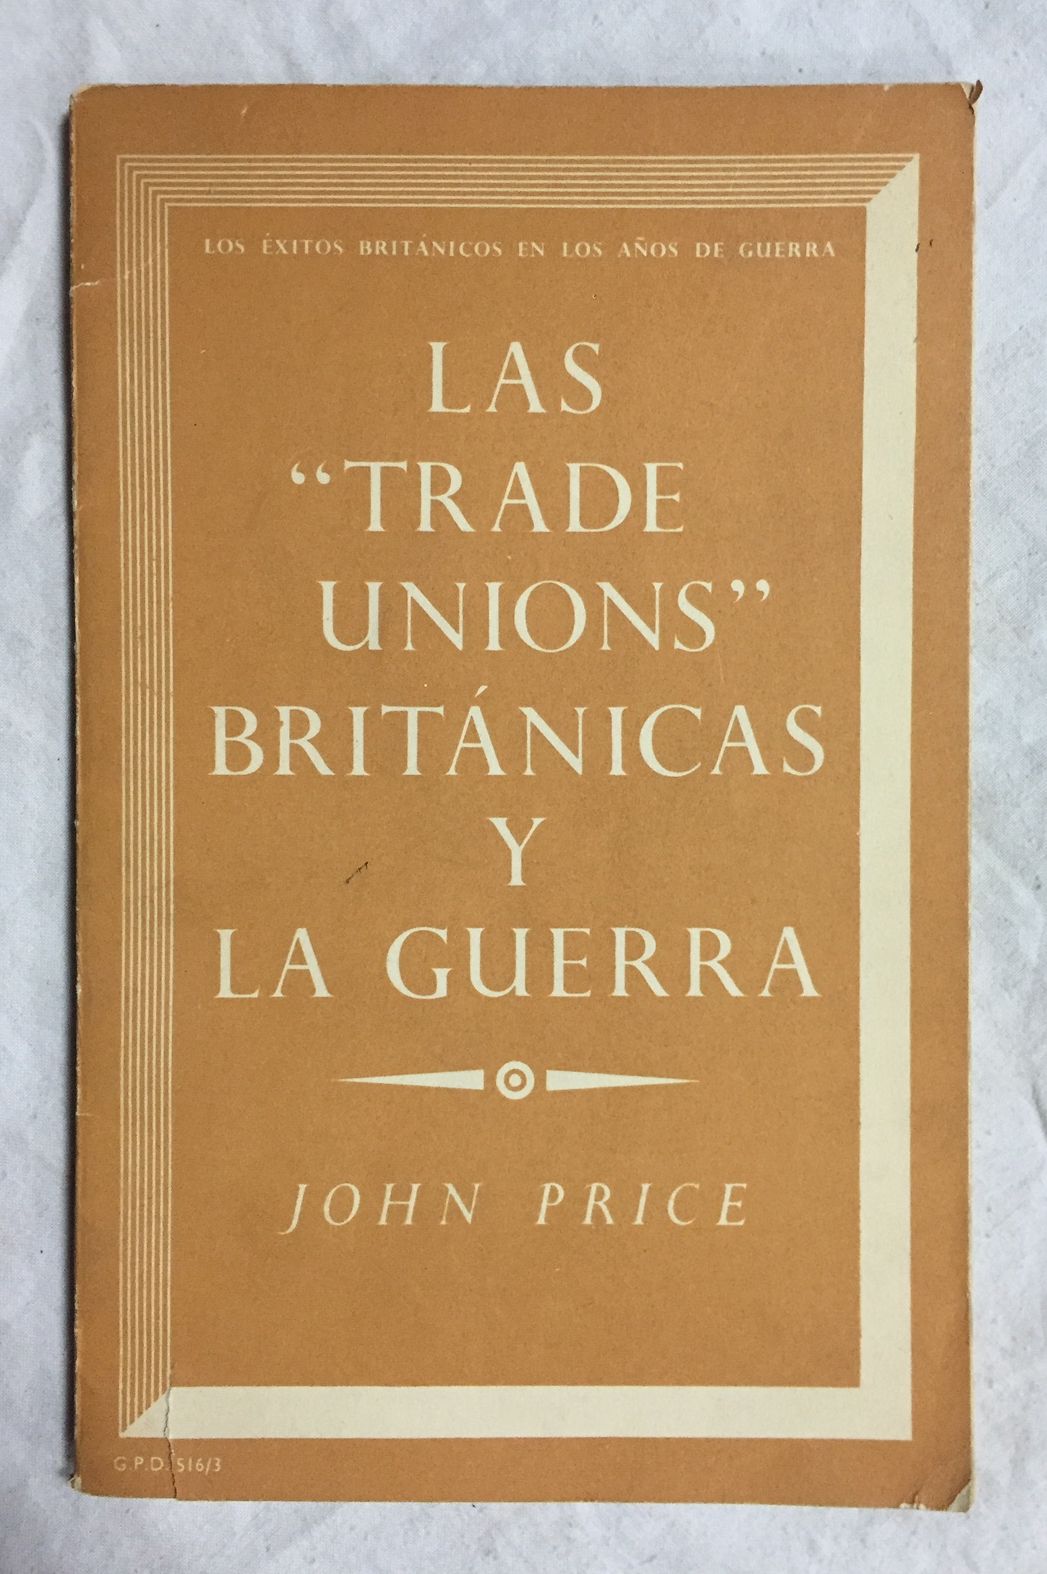 LOS ÉXITOS BRITÁNICOS EN LOS AÑOS DE GUERRA
LAS
“TRADE
UNIONS”
BRITÁNICAS
Y
LA GUERRA
JOHN PRICE
G.P.D. 516/3